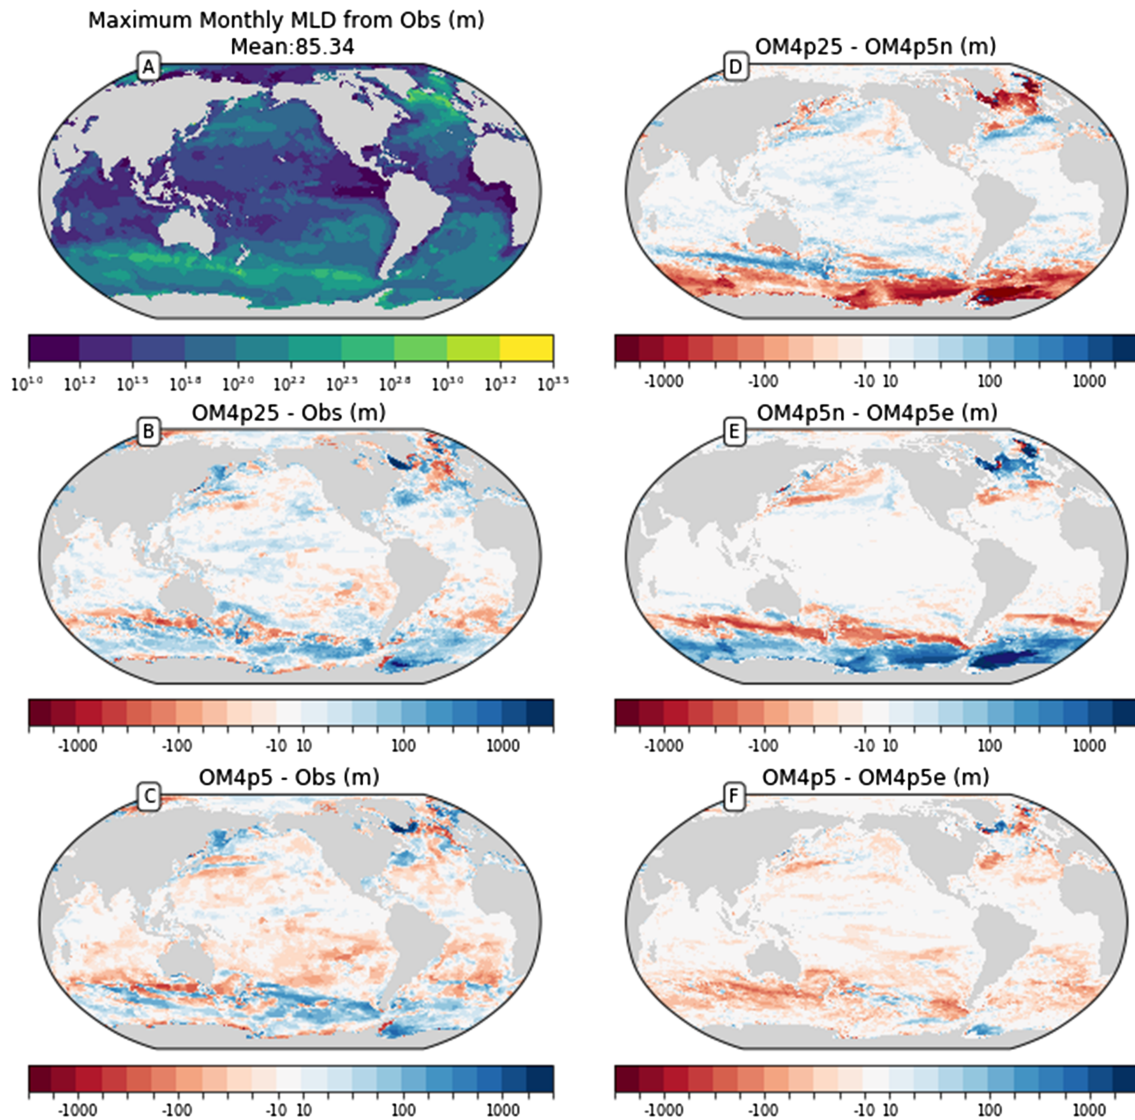 Maximum Monthly MLD from Obs (m)
Mean:85.34
A
10^1.0 10^1.2 10^1.5 10^1.8 10^2.0 10^2.2 10^2.5 10^2.8 10^3.0 10^3.2 10^3.5
OM4p25 - OM4p5n (m)
D
-1000 -100 -10 10 100 1000
OM4p25 - Obs (m)
B
-1000 -100 -10 10 100 1000
OM4p5n - OM4p5e (m)
E
-1000 -100 -10 10 100 1000
OM4p5 - Obs (m)
C
-1000 -100 -10 10 100 1000
OM4p5 - OM4p5e (m)
F
-1000 -100 -10 10 100 1000